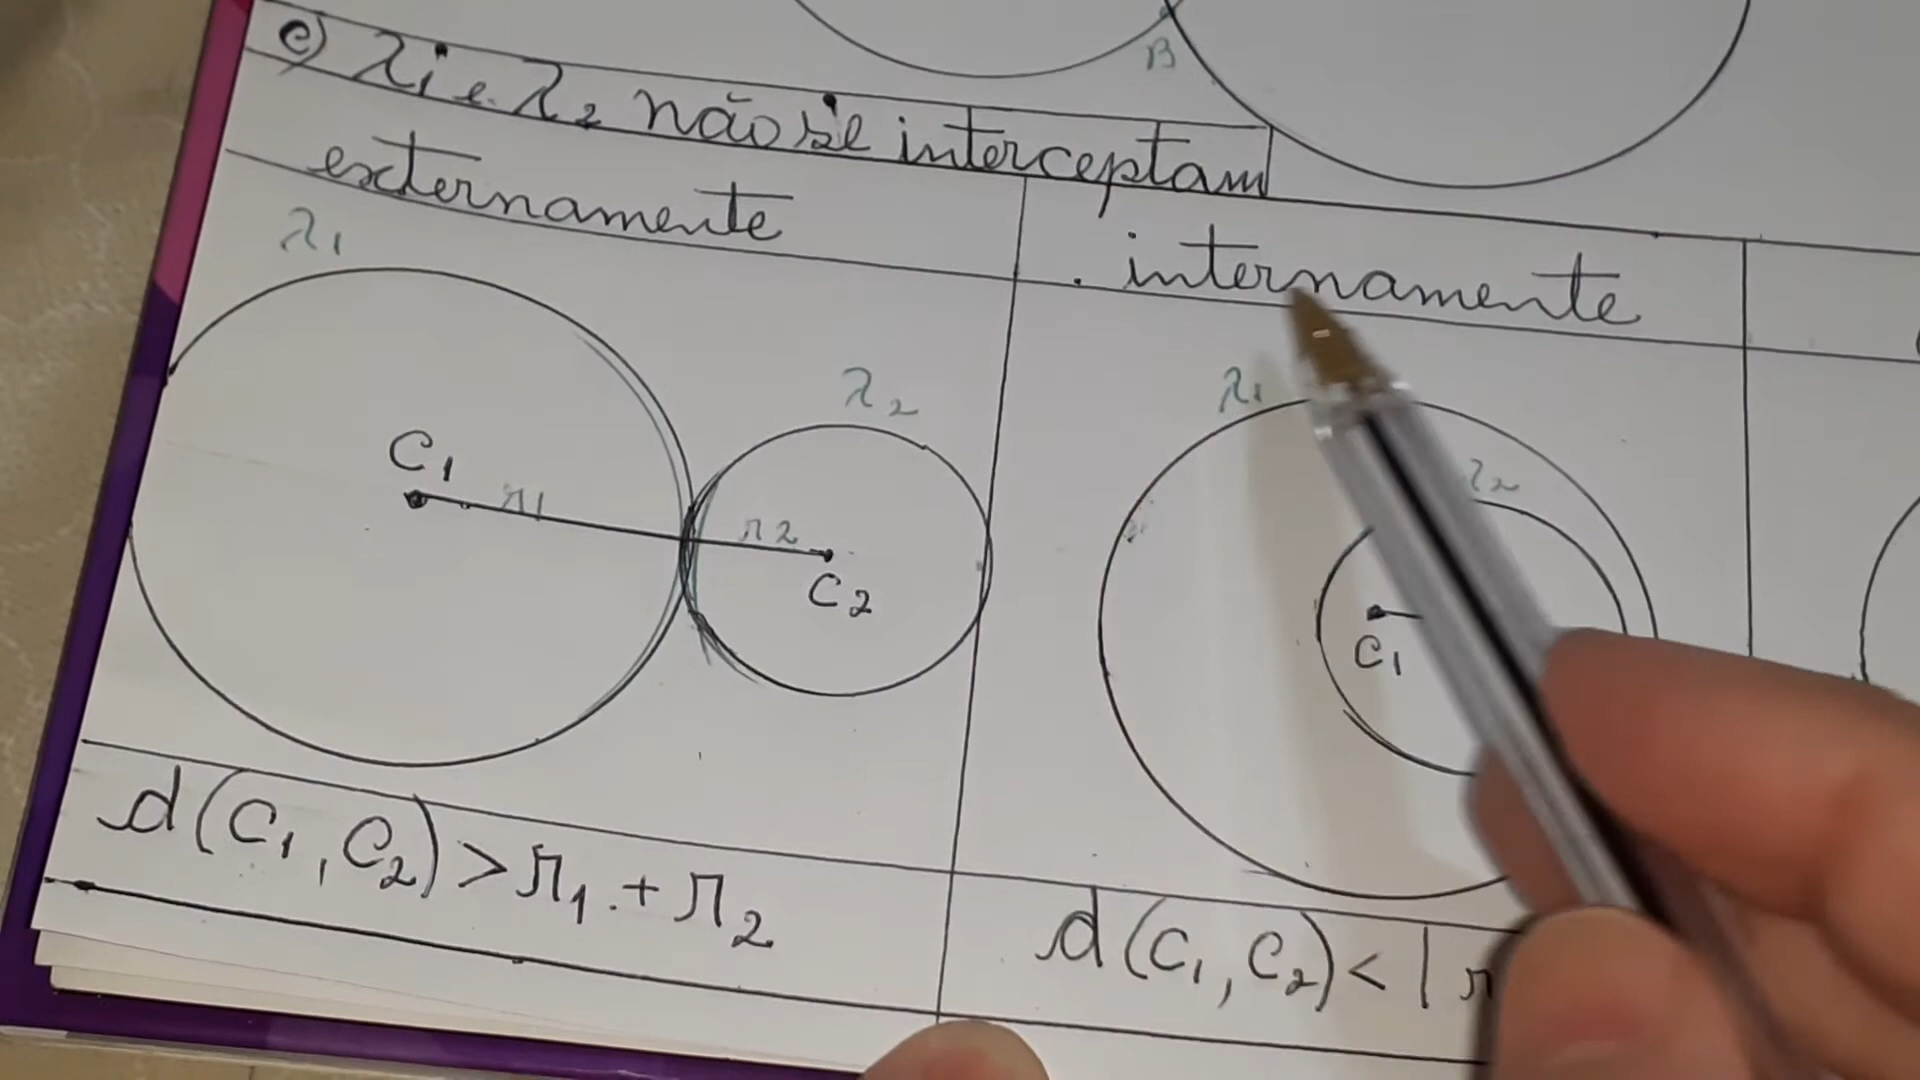 B
c) λ1 e λ2 não se interceptam
externamente
. internamente
λ1
λ2
C1
r1
r2
C2
λ1
λ2
C1
d(C1, C2) > r1 + r2
d(C1, C2) < | r